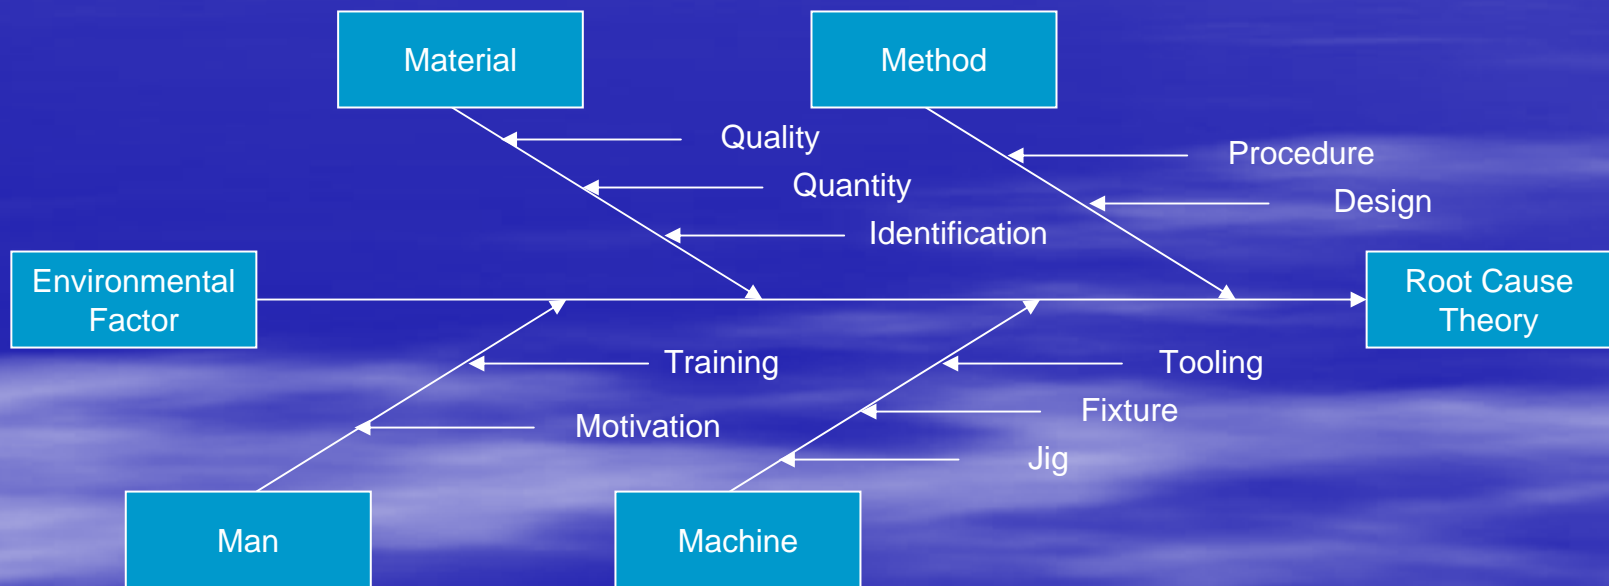 Material
Method
Quality
Procedure
Quantity
Design
Identification
Environmental
Factor
Root Cause
Theory
Training
Tooling
Fixture
Motivation
Jig
Man
Machine